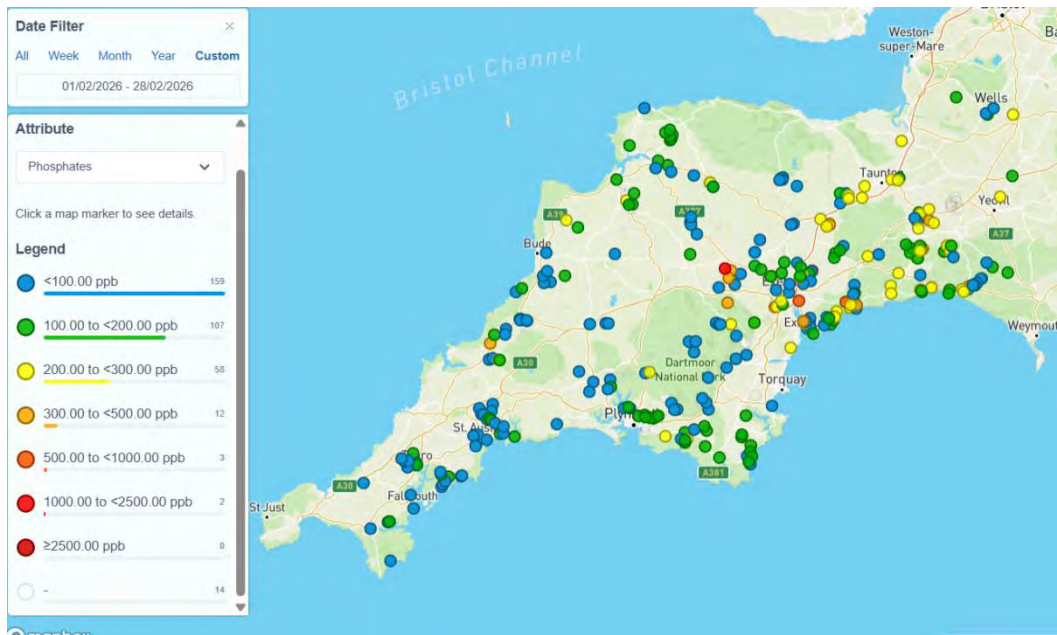 Date Filter ×
All Week Month Year Custom
01/02/2026 - 28/02/2026
Attribute
Phosphates
Click a map marker to see details.
Legend
<100.00 ppb 159
100.00 to <200.00 ppb 107
200.00 to <300.00 ppb 58
300.00 to <500.00 ppb 12
500.00 to <1000.00 ppb 3
1000.00 to <2500.00 ppb 2
≥2500.00 ppb 0
- 14
Bristol Channel
Weston-
super-Mare
Wells
Taunton
Yeovil
A39
A377
A37
Bude
Weymou
A30
Dartmoor
National Park
Torquay
St. Aus
A381
A30
Falmouth
St Just